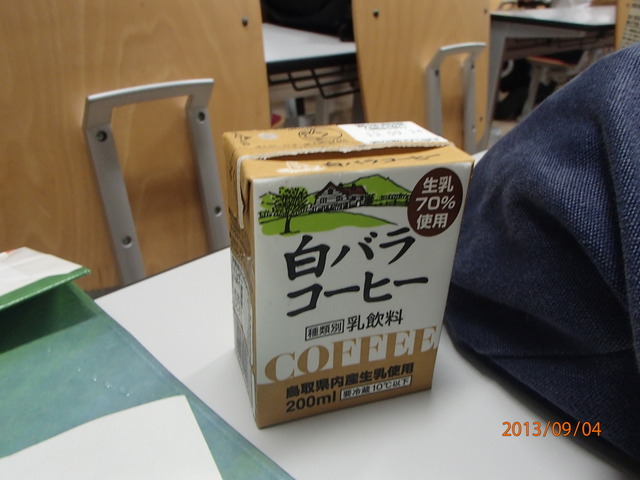 生乳
70%
使用
白バラ
コーヒー
種類別 乳飲料
COFFEE
鳥取県内産生乳使用
200ml 要冷蔵10℃以下
2013/09/04